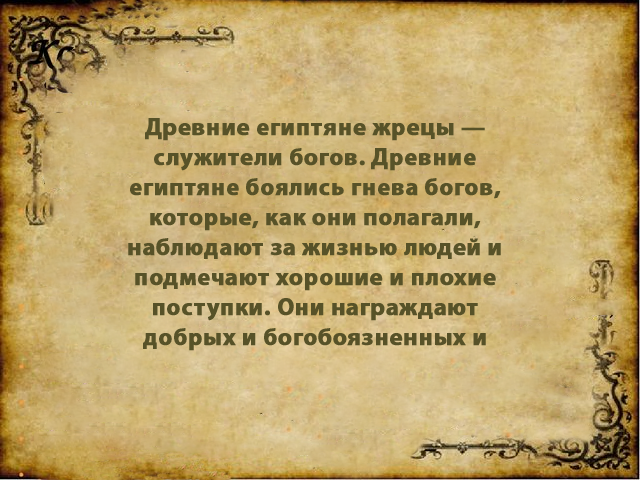 Древние египтяне жрецы —
служители богов. Древние
египтяне боялись гнева богов,
которые, как они полагали,
наблюдают за жизнью людей и
подмечают хорошие и плохие
поступки. Они награждают
добрых и богобоязненных и